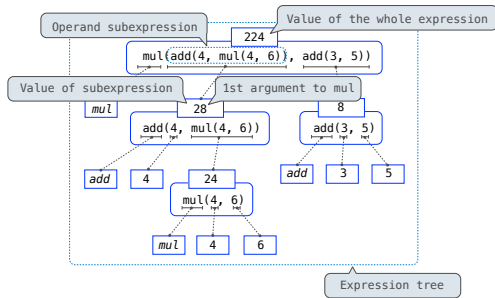 Operand subexpression
Value of the whole expression
224
mul(add(4, mul(4, 6)), add(3, 5))
Value of subexpression
1st argument to mul
mul
28
8
add(4, mul(4, 6))
add(3, 5)
add
4
24
add
3
5
mul(4, 6)
mul
4
6
Expression tree